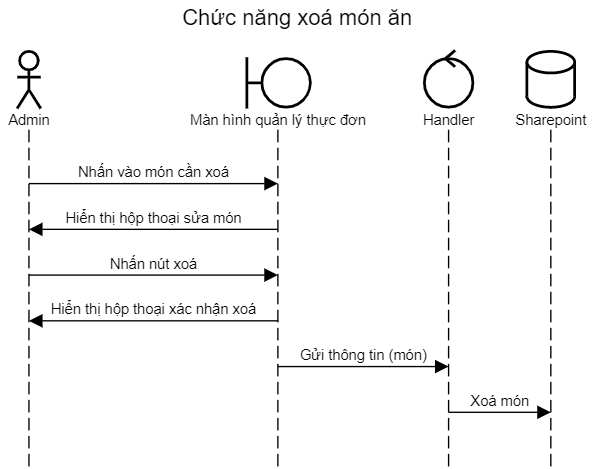 Chức năng xoá món ăn
Admin
Màn hình quản lý thực đơn
Handler
Sharepoint
Nhấn vào món cần xoá
Hiển thị hộp thoại sửa món
Nhấn nút xoá
Hiển thị hộp thoại xác nhận xoá
Gửi thông tin (món)
Xoá món